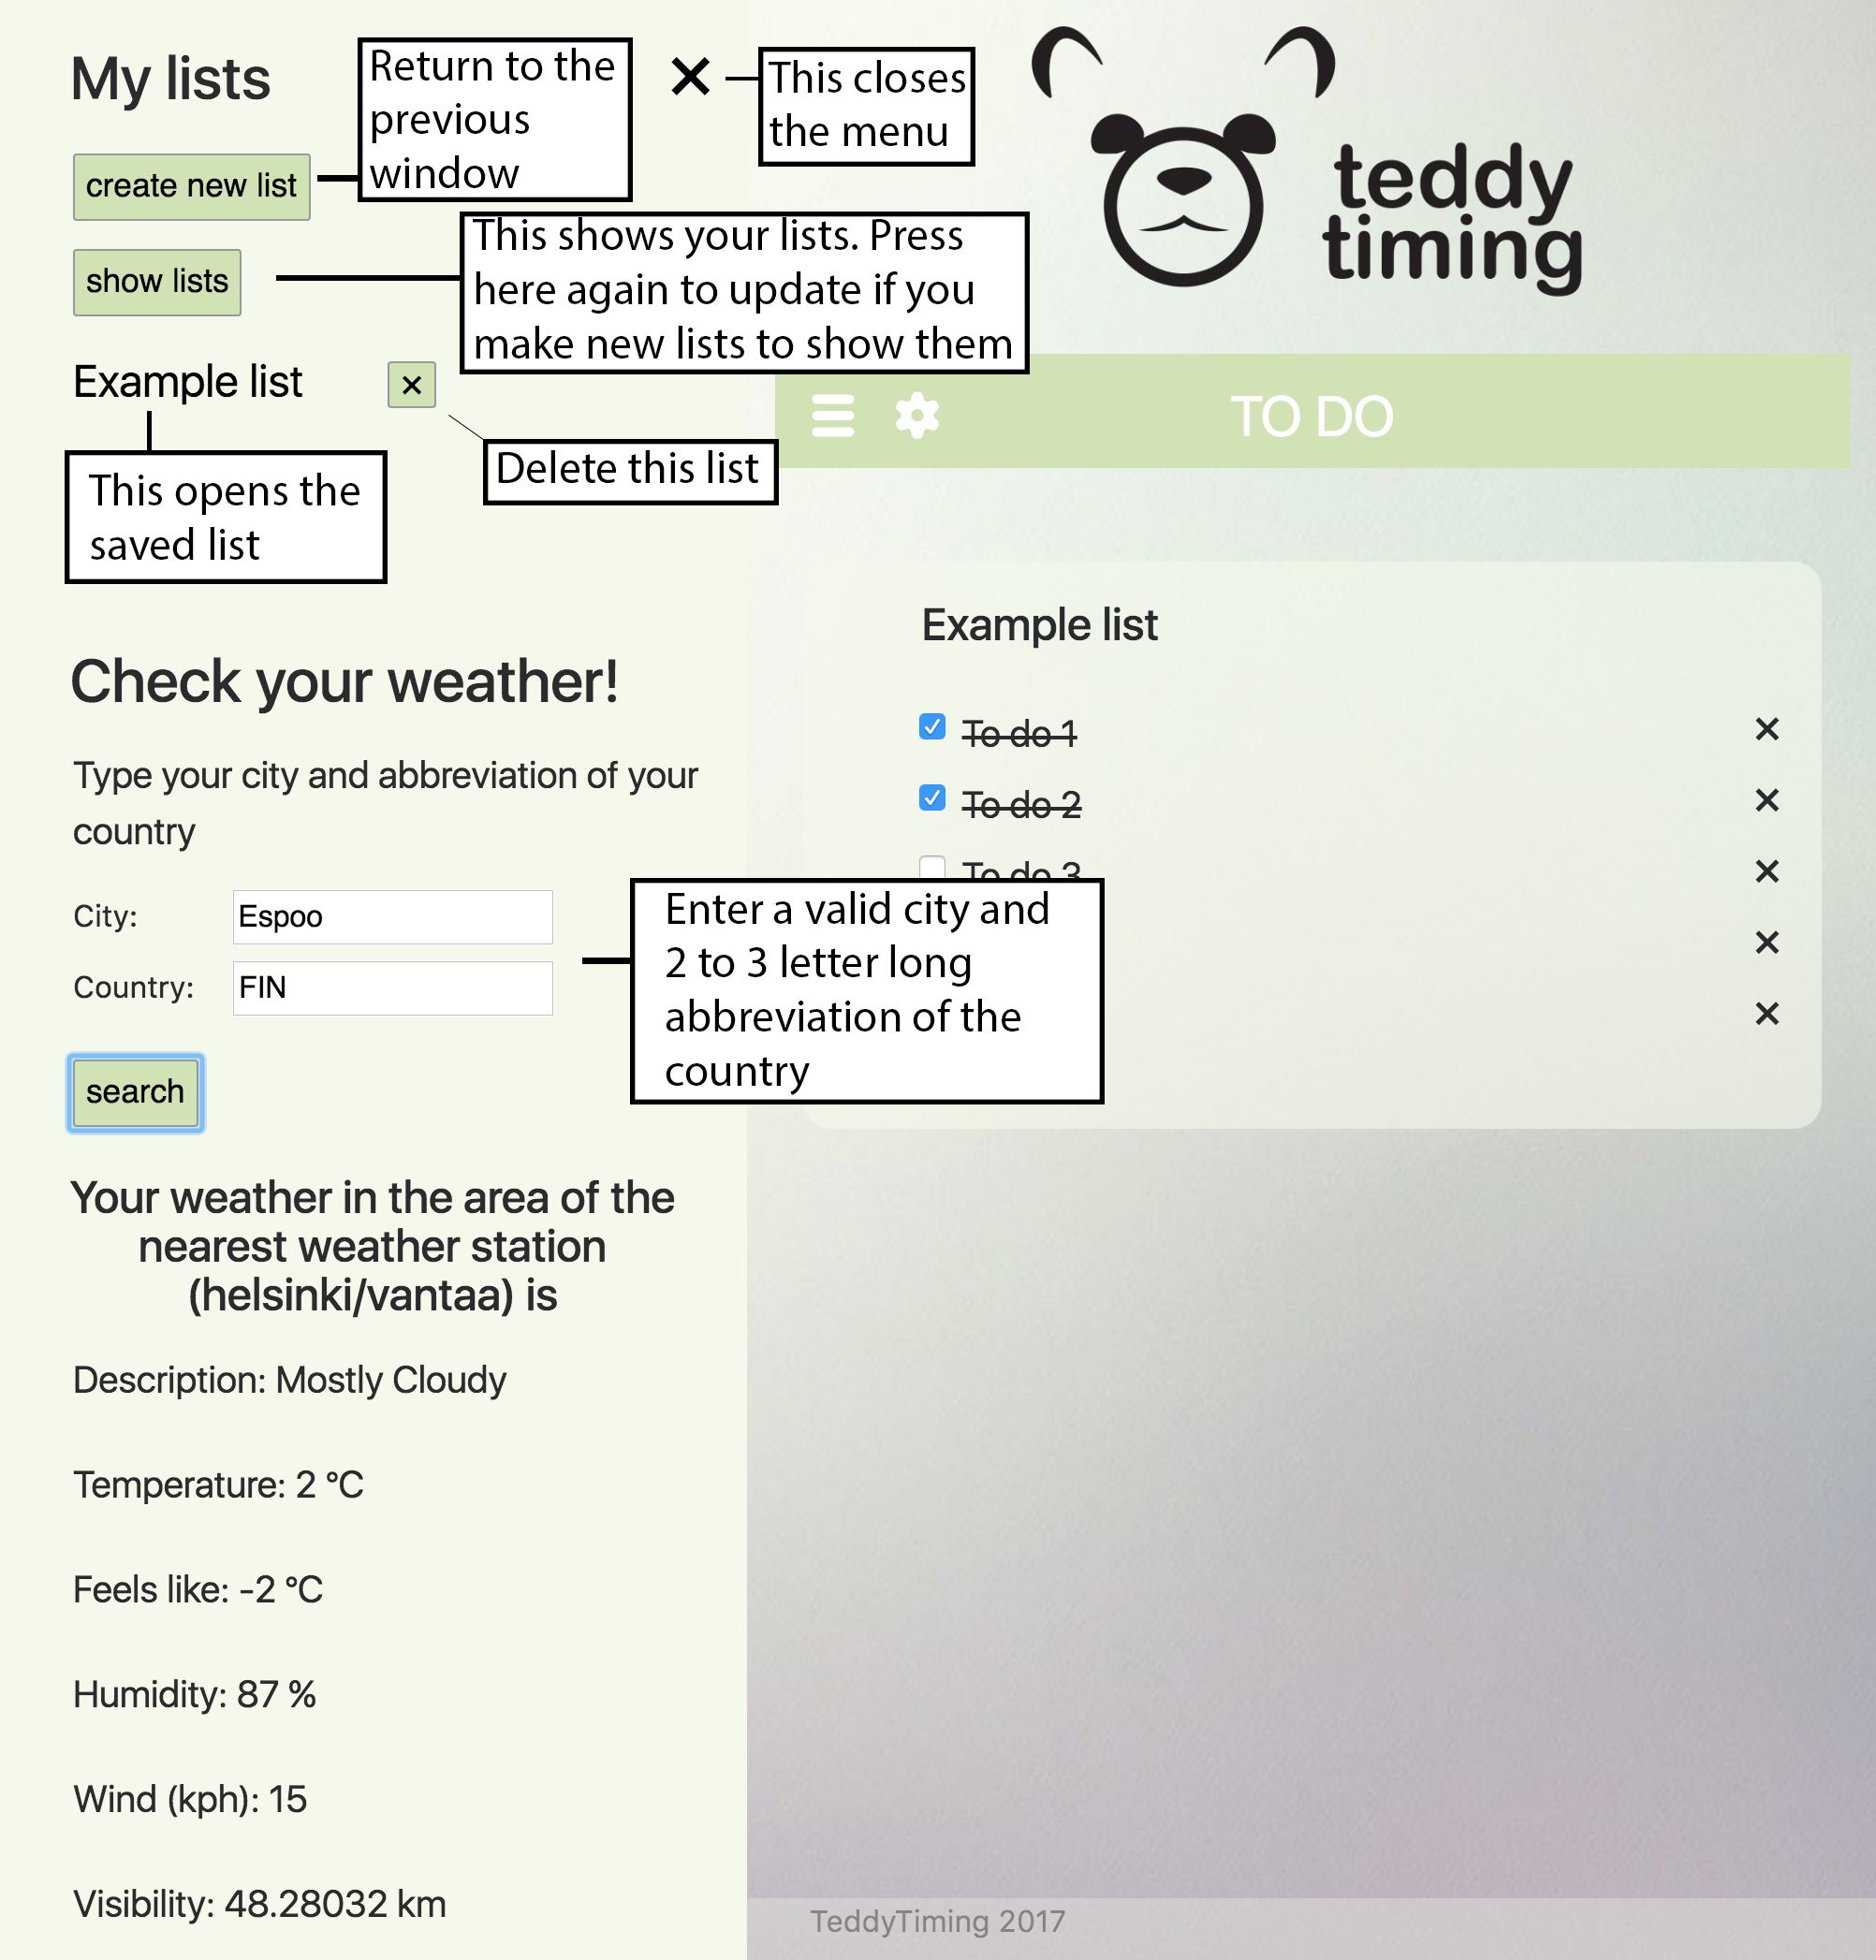 My lists
Return to the
previous
window
This closes
the menu
create new list
teddy
timing
This shows your lists. Press
here again to update if you
make new lists to show them
show lists
Example list
Delete this list
This opens the
saved list
TO DO
Example list
To do 1
To do 2
To do 3
Check your weather!
Type your city and abbreviation of your
country
City:
Espoo
Country:
FIN
Enter a valid city and
2 to 3 letter long
abbreviation of the
country
search
Your weather in the area of the
nearest weather station
(helsinki/vantaa) is
Description: Mostly Cloudy
Temperature: 2 °C
Feels like: -2 °C
Humidity: 87 %
Wind (kph): 15
Visibility: 48.28032 km
TeddyTiming 2017